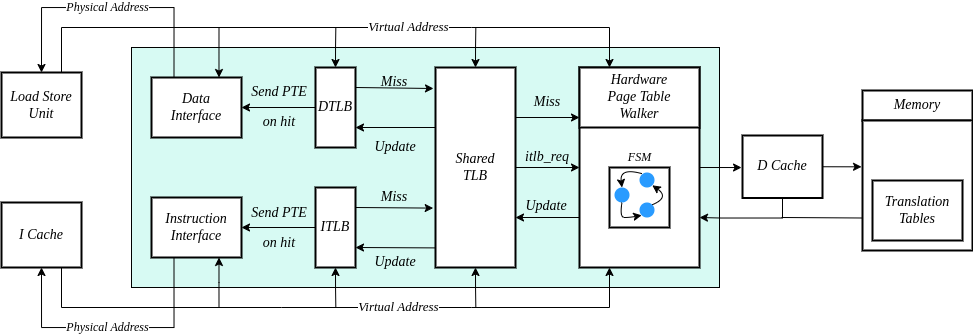 Physical Address
Virtual Address
Load Store
Unit
Data
Interface
Send PTE
on hit
DTLB
Miss
Update
Shared
TLB
Miss
itlb_req
Update
Hardware
Page Table
Walker
FSM
D Cache
Memory
Translation
Tables
I Cache
Instruction
Interface
Send PTE
on hit
ITLB
Miss
Update
Virtual Address
Physical Address